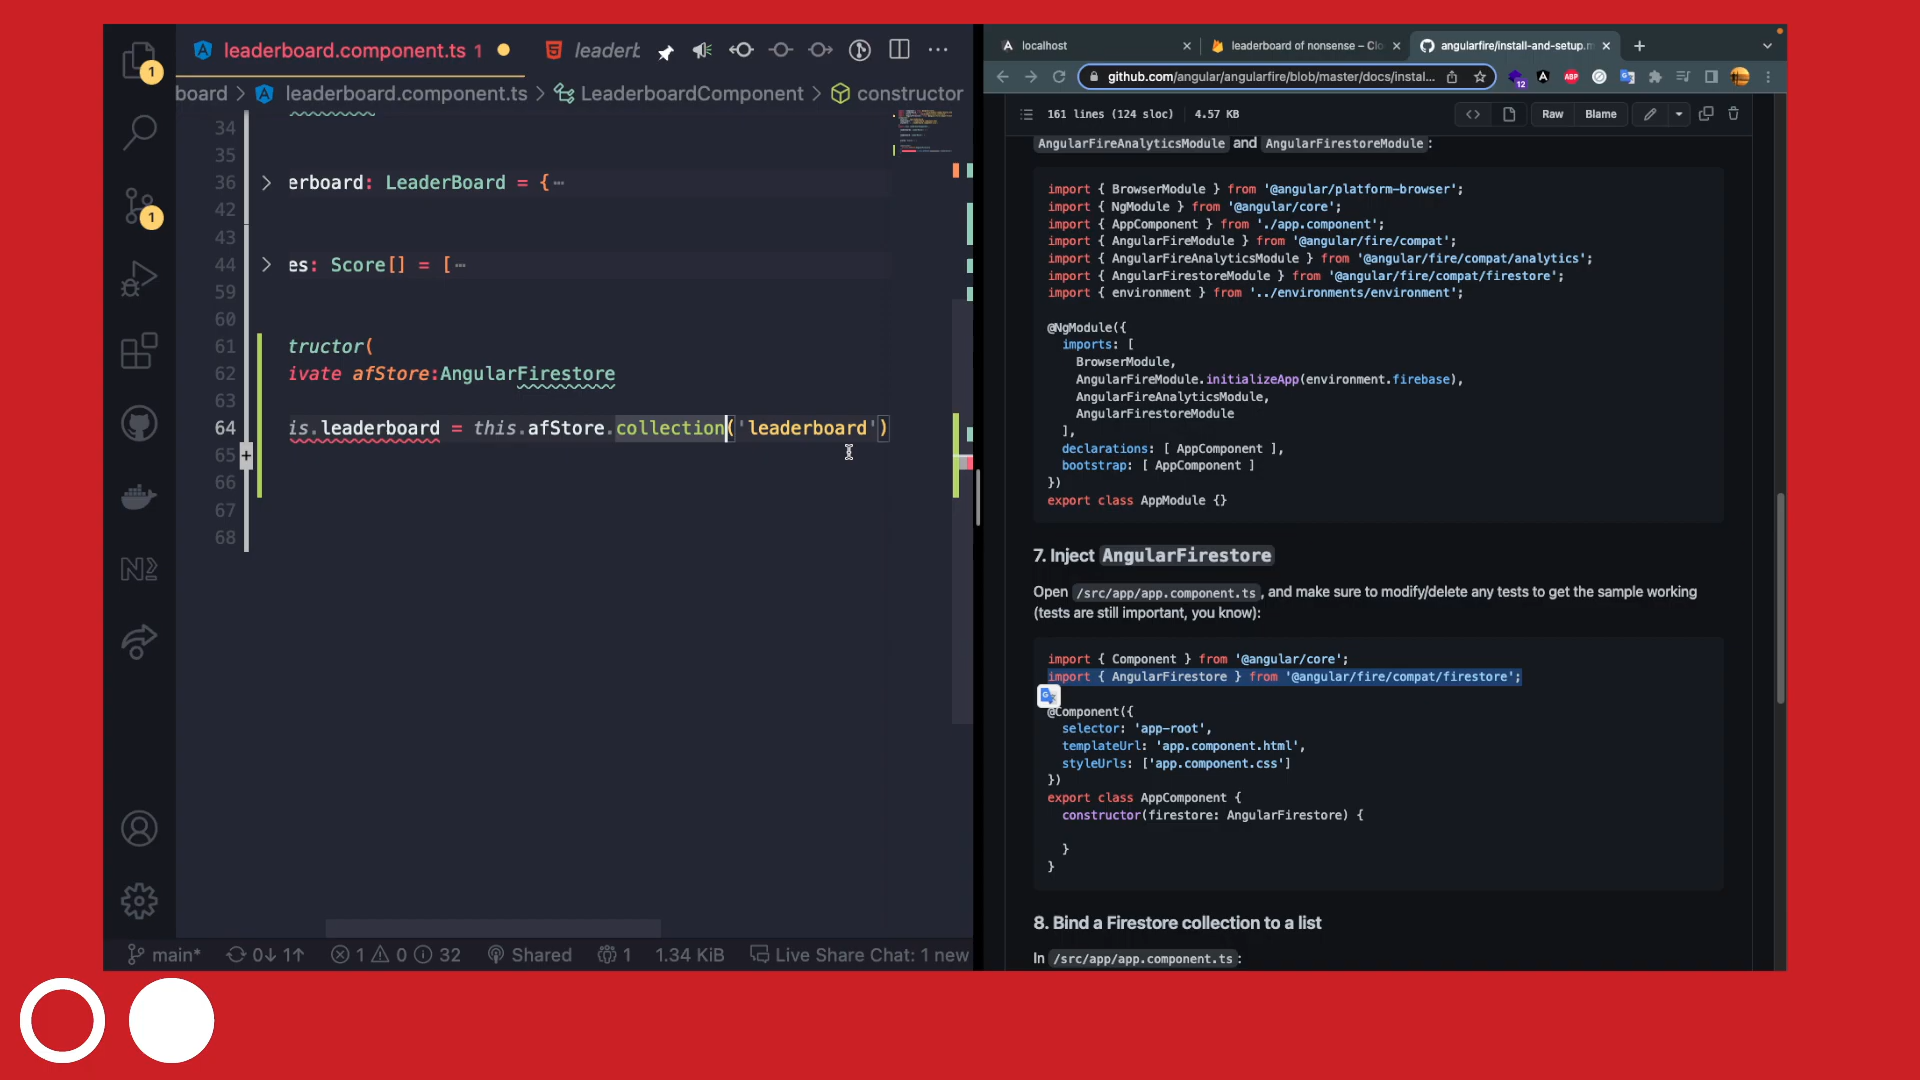 leaderboard.component.ts 1
leaderb
board > leaderboard.component.ts > LeaderboardComponent > constructor
34
35
36 erboard: LeaderBoard = {
42
43
44 es: Score[] = [
59
60
61 tructor(
62 ivate afStore:AngularFirestore
63
64 is.leaderboard = this.afStore.collection('leaderboard')
65
66
67
68
1
1
N
main* 0↓ 1↑ 1 0 32 Shared 1 1.34 KiB Live Share Chat: 1 new
localhost
leaderboard of nonsense – Clo
angularfire/install-and-setup.m
github.com/angular/angularfire/blob/master/docs/instal...
12
ABP
161 lines (124 sloc) 4.57 KB
Raw
Blame
AngularFireAnalyticsModule and AngularFirestoreModule:
import { BrowserModule } from '@angular/platform-browser';
import { NgModule } from '@angular/core';
import { AppComponent } from './app.component';
import { AngularFireModule } from '@angular/fire/compat';
import { AngularFireAnalyticsModule } from '@angular/fire/compat/analytics';
import { AngularFirestoreModule } from '@angular/fire/compat/firestore';
import { environment } from '../environments/environment';
@NgModule({
imports: [
BrowserModule,
AngularFireModule.initializeApp(environment.firebase),
AngularFireAnalyticsModule,
AngularFirestoreModule
],
declarations: [ AppComponent ],
bootstrap: [ AppComponent ]
})
export class AppModule {}
7. Inject AngularFirestore
Open /src/app/app.component.ts, and make sure to modify/delete any tests to get the sample working
(tests are still important, you know):
import { Component } from '@angular/core';
import { AngularFirestore } from '@angular/fire/compat/firestore';
@Component({
selector: 'app-root',
templateUrl: 'app.component.html',
styleUrls: ['app.component.css']
})
export class AppComponent {
constructor(firestore: AngularFirestore) {
}
}
8. Bind a Firestore collection to a list
In /src/app/app.component.ts: